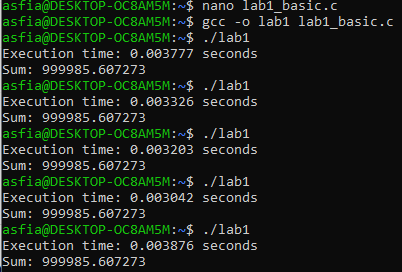 asfia@DESKTOP-OC8AM5M:~$ nano lab1_basic.c
asfia@DESKTOP-OC8AM5M:~$ gcc -o lab1 lab1_basic.c
asfia@DESKTOP-OC8AM5M:~$ ./lab1
Execution time: 0.003777 seconds
Sum: 999985.607273
asfia@DESKTOP-OC8AM5M:~$ ./lab1
Execution time: 0.003326 seconds
Sum: 999985.607273
asfia@DESKTOP-OC8AM5M:~$ ./lab1
Execution time: 0.003203 seconds
Sum: 999985.607273
asfia@DESKTOP-OC8AM5M:~$ ./lab1
Execution time: 0.003042 seconds
Sum: 999985.607273
asfia@DESKTOP-OC8AM5M:~$ ./lab1
Execution time: 0.003876 seconds
Sum: 999985.607273